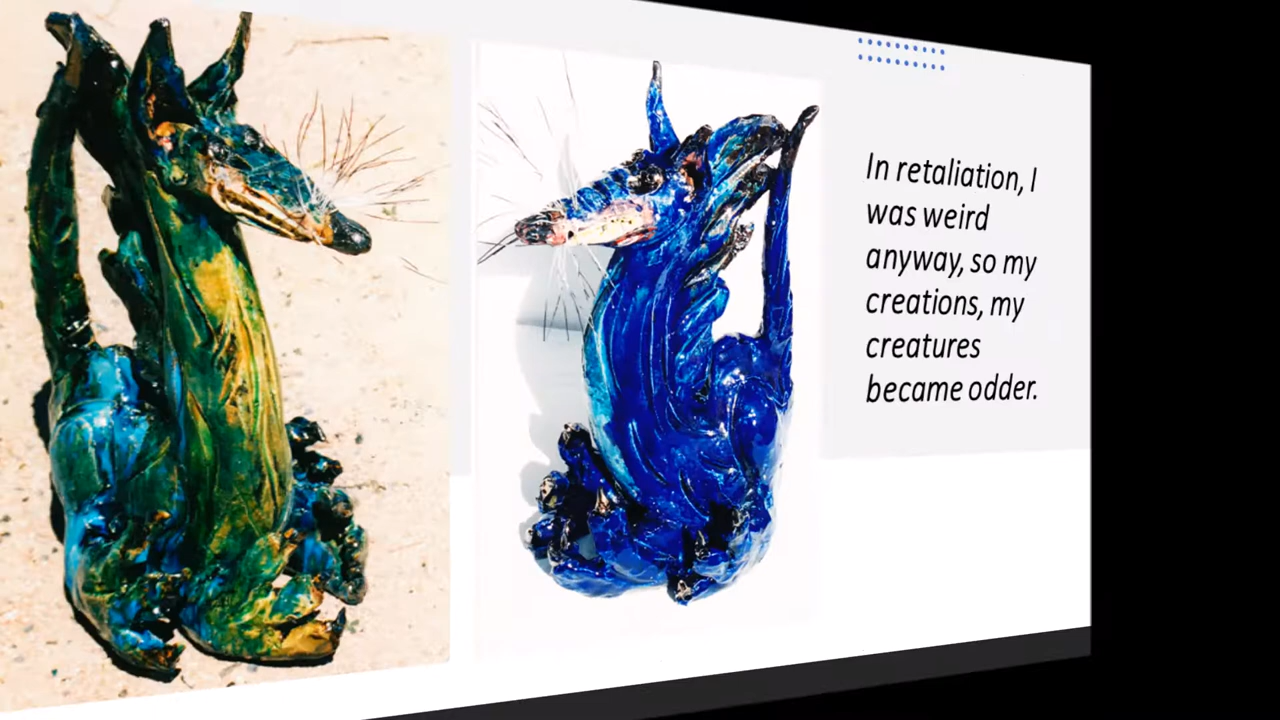 In retaliation, I
was weird
anyway, so my
creations, my
creatures
became odder.